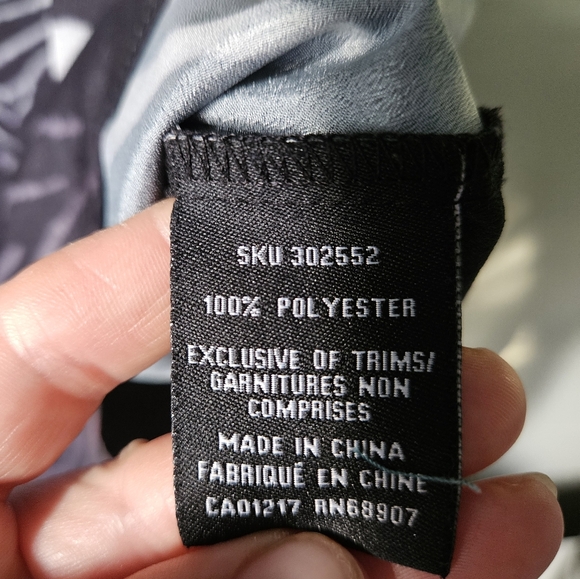 SKU 302552
100% POLYESTER
EXCLUSIVE OF TRIMS/
GARNITURES NON
COMPRISES
MADE IN CHINA
FABRIQUÉ EN CHINE
CA01217 RN68907